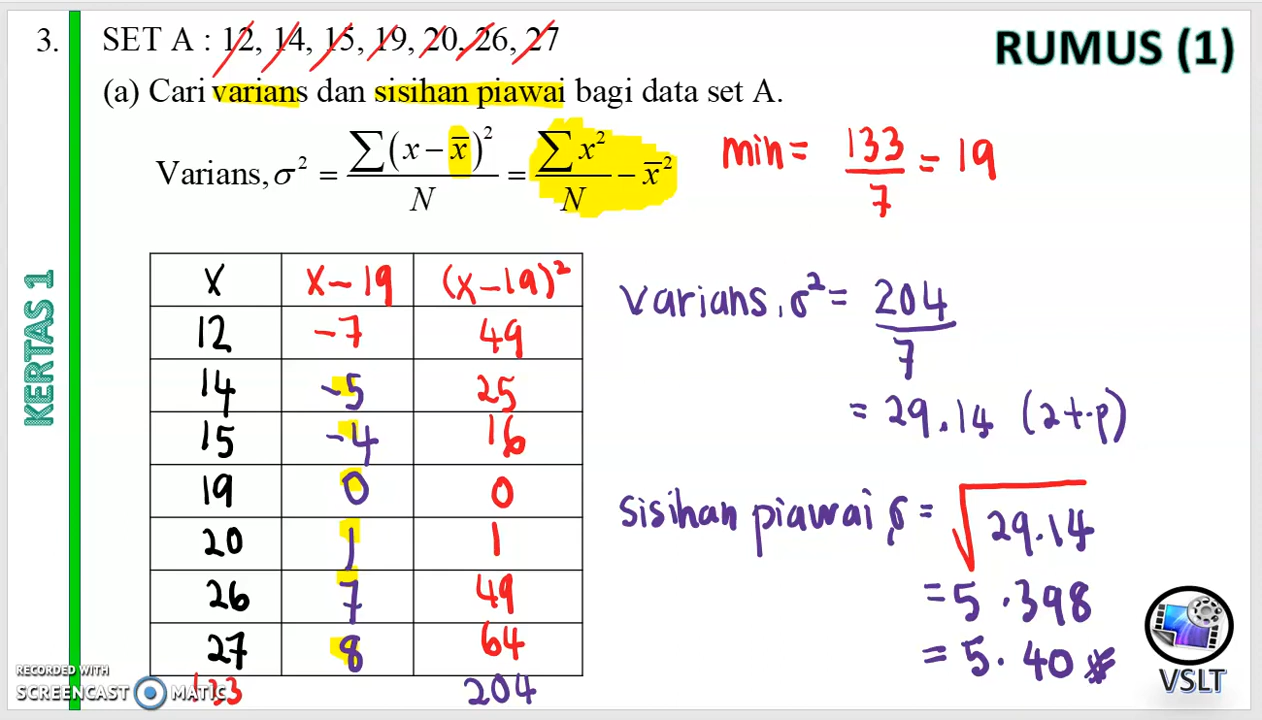 3. SET A : 12, 14, 15, 19, 20, 26, 27
RUMUS (1)
(a) Cari varians dan sisihan piawai bagi data set A.
Varians, σ² = ∑(x − x̅)² / N = ∑x² / N − x̅²
min = 133 / 7 = 19
KERTAS 1
x | x − 19 | (x − 19)²
12 | −7 | 49
14 | −5 | 25
15 | −4 | 16
19 | 0 | 0
20 | 1 | 1
26 | 7 | 49
27 | 8 | 64
133 204
varians, σ² = 204 / 7
= 29.14 (2t.p)
sisihan piawai, σ = √29.14
= 5.398
= 5.40
RECORDED WITH
SCREENCAST MATIC
VSLT